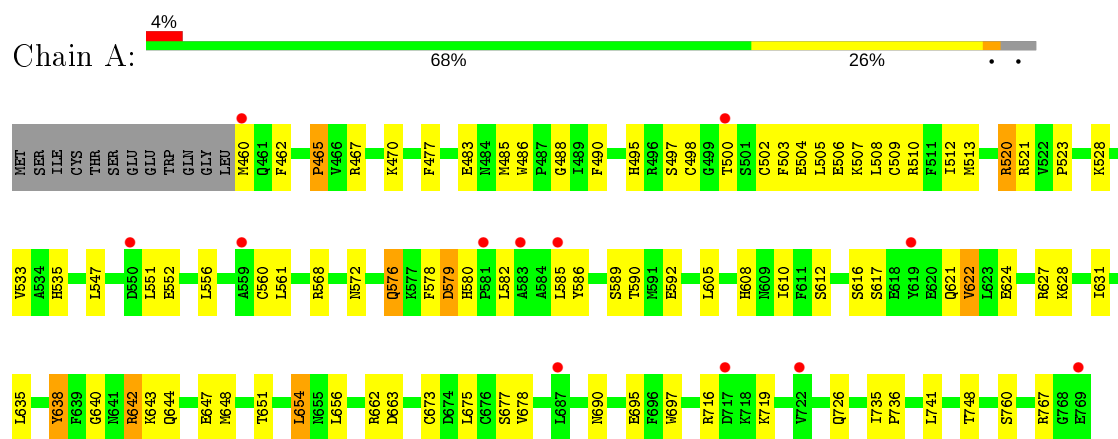 4%
Chain A:
68% 26% • •
MET SER ILE CYS THR SER GLU GLU TRP GLN GLY LEU M460 Q461 F462 P465 V466 R467 K470 F477 E483 N484 M485 W486 P487 G488 I489 F490 H495 R496 S497 C498 G499 T500 S501 C502 F503 E504 L505 E506 K507 L508 C509 R510 F511 I512 M513 R520 R521 V522 P523 K528
V533 A534 H535 L547 D550 L551 E552 L556 A559 C560 L561 R568 N572 Q576 K577 F578 D579 H580 P581 L582 A583 A584 L585 Y586 S589 T590 M591 E592 L605 H608 N609 I610 F611 S612 S616 S617 E618 Y619 E620 Q621 V622 L623 E624 R627 K628 I631
L635 Y638 F639 G640 N641 R642 K643 Q644 E647 M648 T651 L654 N655 L656 R662 D663 C673 D674 L675 C676 S677 V678 L687 N690 E695 F696 W697 R716 D717 K718 K719 V722 Q726 I735 P736 L741 T748 S760 R767 G768 E769